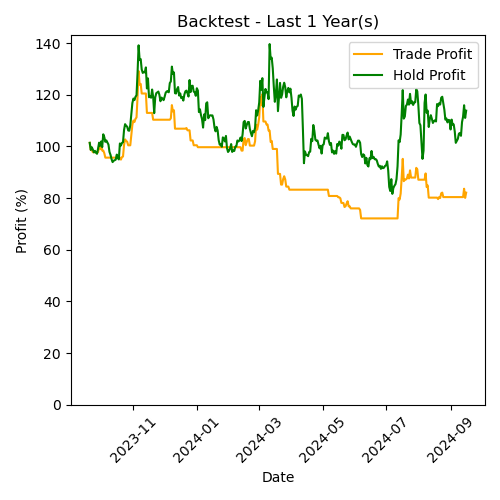 Backtest - Last 1 Year(s)
Trade Profit
Hold Profit
Profit (%)
140
120
100
80
60
40
20
0
2023-11
2024-01
2024-03
2024-05
2024-07
2024-09
Date